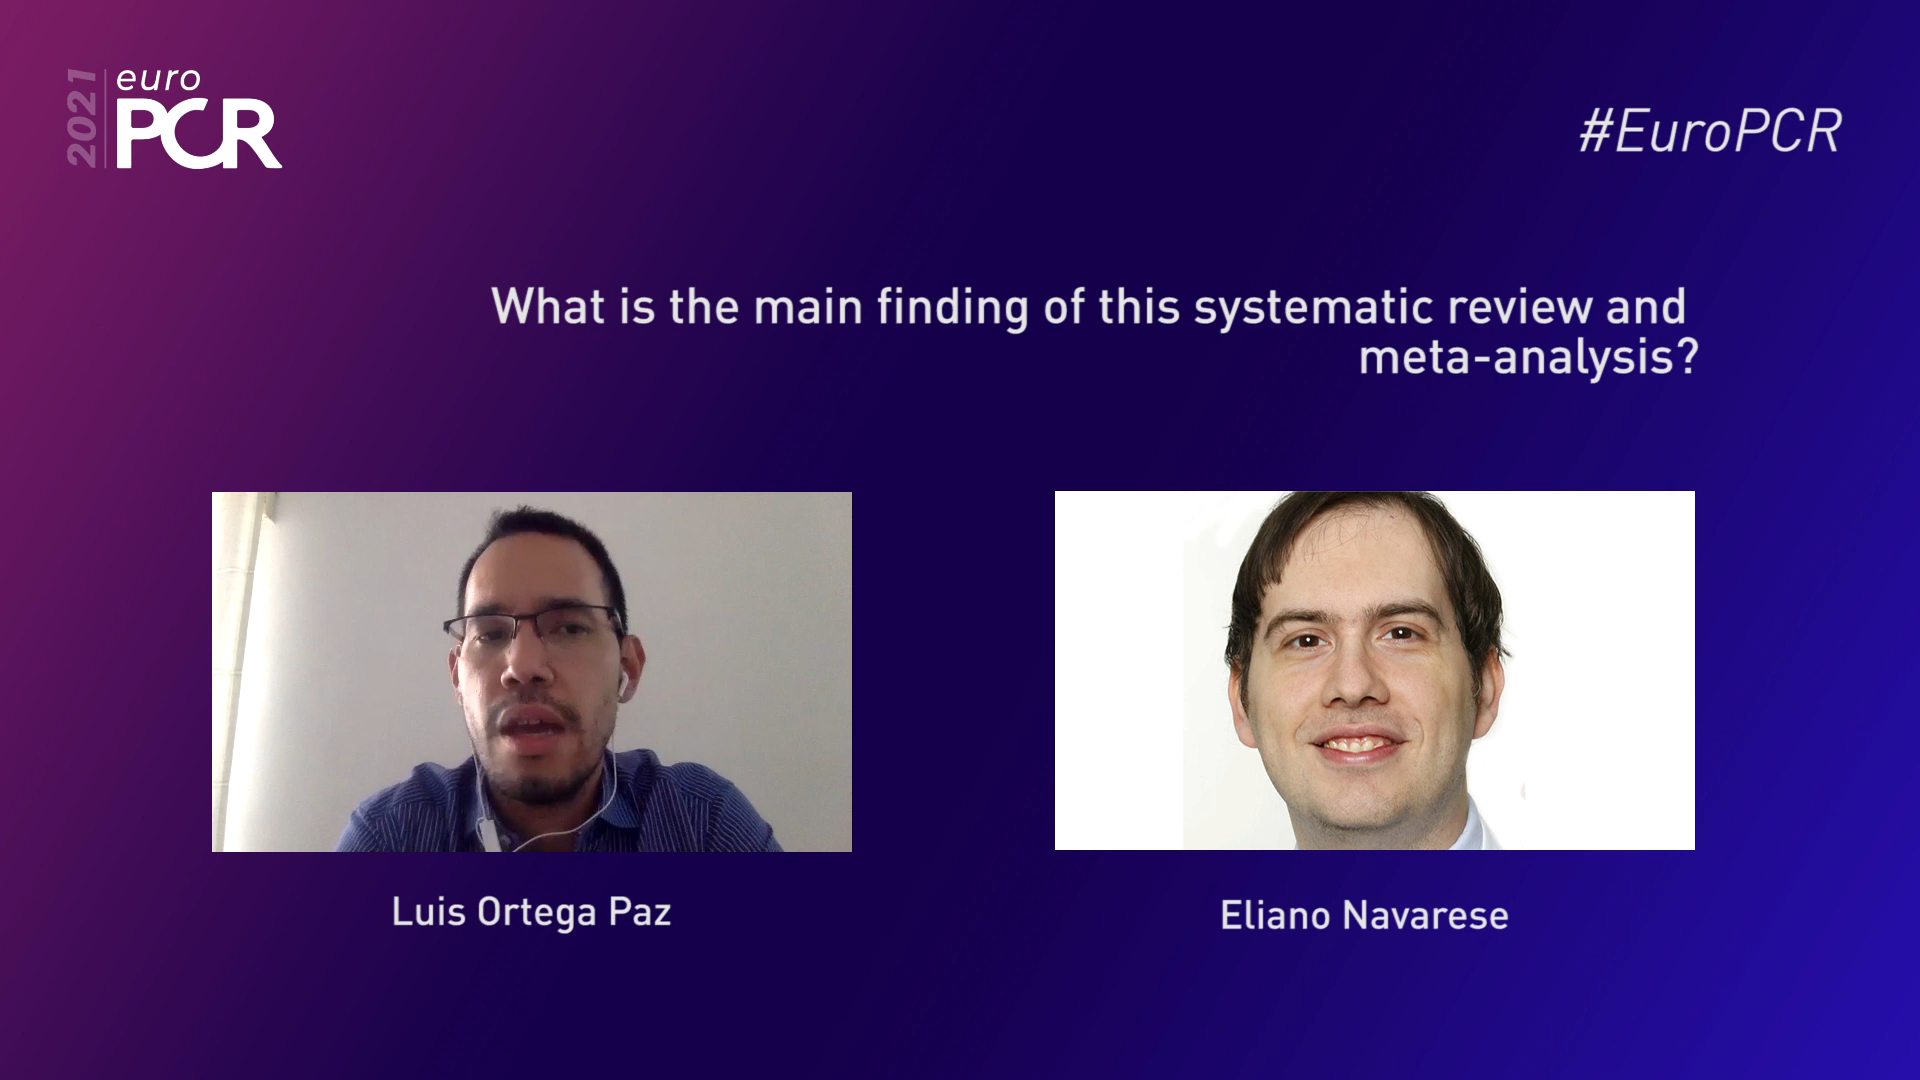 2021
euro
PCR
#EuroPCR
What is the main finding of this systematic review and
meta-analysis?
Luis Ortega Paz
Eliano Navarese